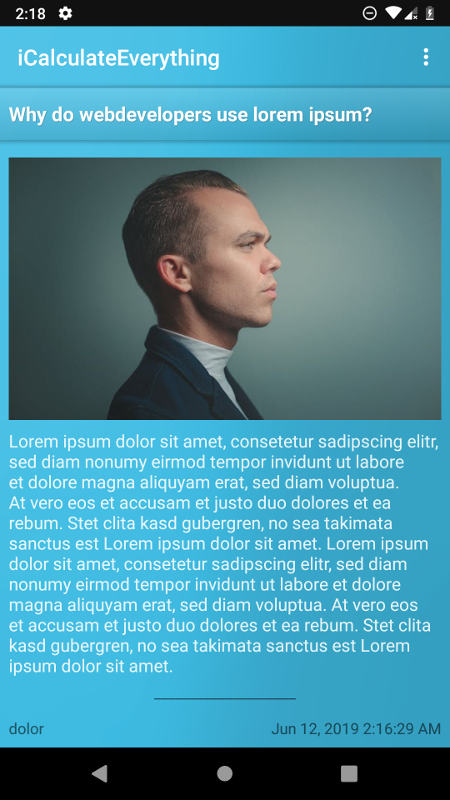 2:18
iCalculateEverything
Why do webdevelopers use lorem ipsum?
Lorem ipsum dolor sit amet, consetetur sadipscing elitr,
sed diam nonumy eirmod tempor invidunt ut labore
et dolore magna aliquyam erat, sed diam voluptua.
At vero eos et accusam et justo duo dolores et ea
rebum. Stet clita kasd gubergren, no sea takimata
sanctus est Lorem ipsum dolor sit amet. Lorem ipsum
dolor sit amet, consetetur sadipscing elitr, sed diam
nonumy eirmod tempor invidunt ut labore et dolore
magna aliquyam erat, sed diam voluptua. At vero eos
et accusam et justo duo dolores et ea rebum. Stet clita
kasd gubergren, no sea takimata sanctus est Lorem
ipsum dolor sit amet.
dolor Jun 12, 2019 2:16:29 AM